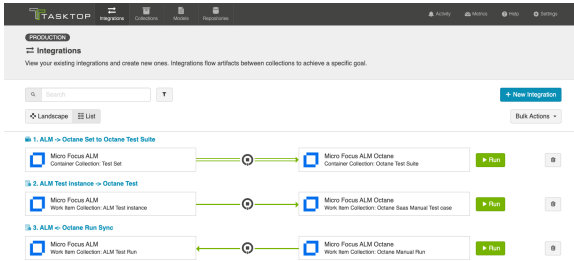 TASKTOP
Integrations
Collections
Models
Repositories
Activity
Metrics
Help
Settings
PRODUCTION
Integrations
View your existing integrations and create new ones. Integrations flow artifacts between collections to achieve a specific goal.
Search
+ New Integration
Landscape
List
Bulk Actions
1. ALM -> Octane Set to Octane Test Suite
Micro Focus ALM
Container Collection: Test Set
Micro Focus ALM Octane
Container Collection: Octane Test Suite
Run
2. ALM Test instance -> Octane Test
Micro Focus ALM
Work Item Collection: ALM Test instance
Micro Focus ALM Octane
Work Item Collection: Octane Saas Manual Test case
Run
3. ALM <- Octane Run Sync
Micro Focus ALM
Work Item Collection: ALM Test Run
Micro Focus ALM Octane
Work Item Collection: Octane Manual Run
Run